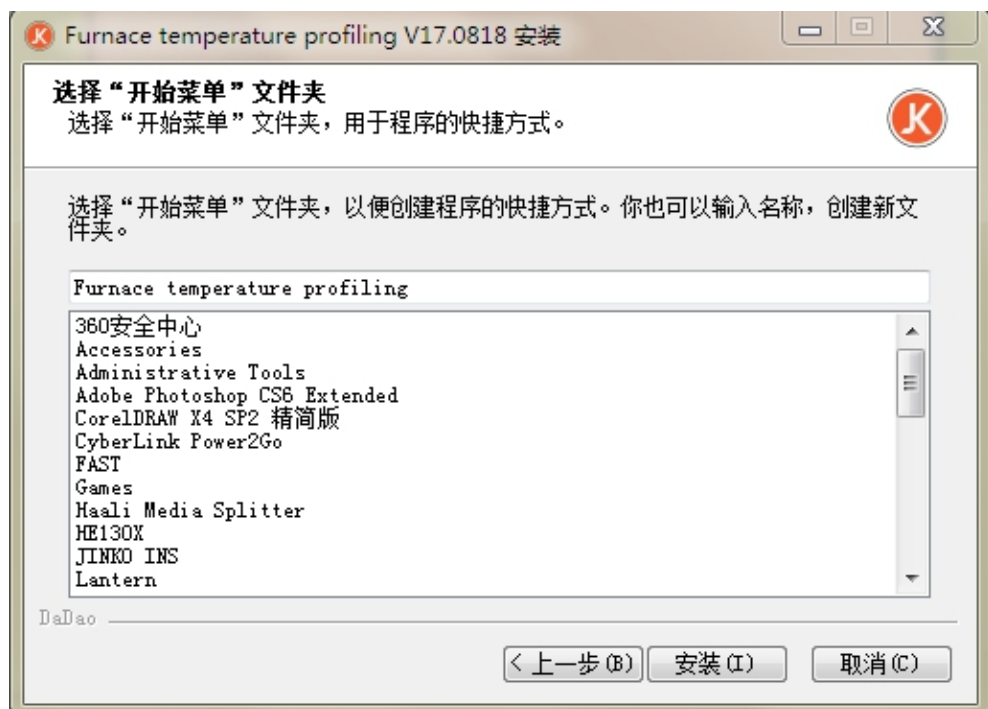 Furnace temperature profiling V17.0818 安装
选择“开始菜单”文件夹
选择“开始菜单”文件夹，用于程序的快捷方式。
JK
选择“开始菜单”文件夹，以便创建程序的快捷方式。你也可以输入名称，创建新文
件夹。
Furnace temperature profiling
360安全中心
Accessories
Administrative Tools
Adobe Photoshop CS6 Extended
CorelDRAW X4 SP2 精简版
CyberLink Power2Go
FAST
Games
Haali Media Splitter
HE130X
JINKO INS
Lantern
DaDao
< 上一步(B) 安装(I) 取消(C)